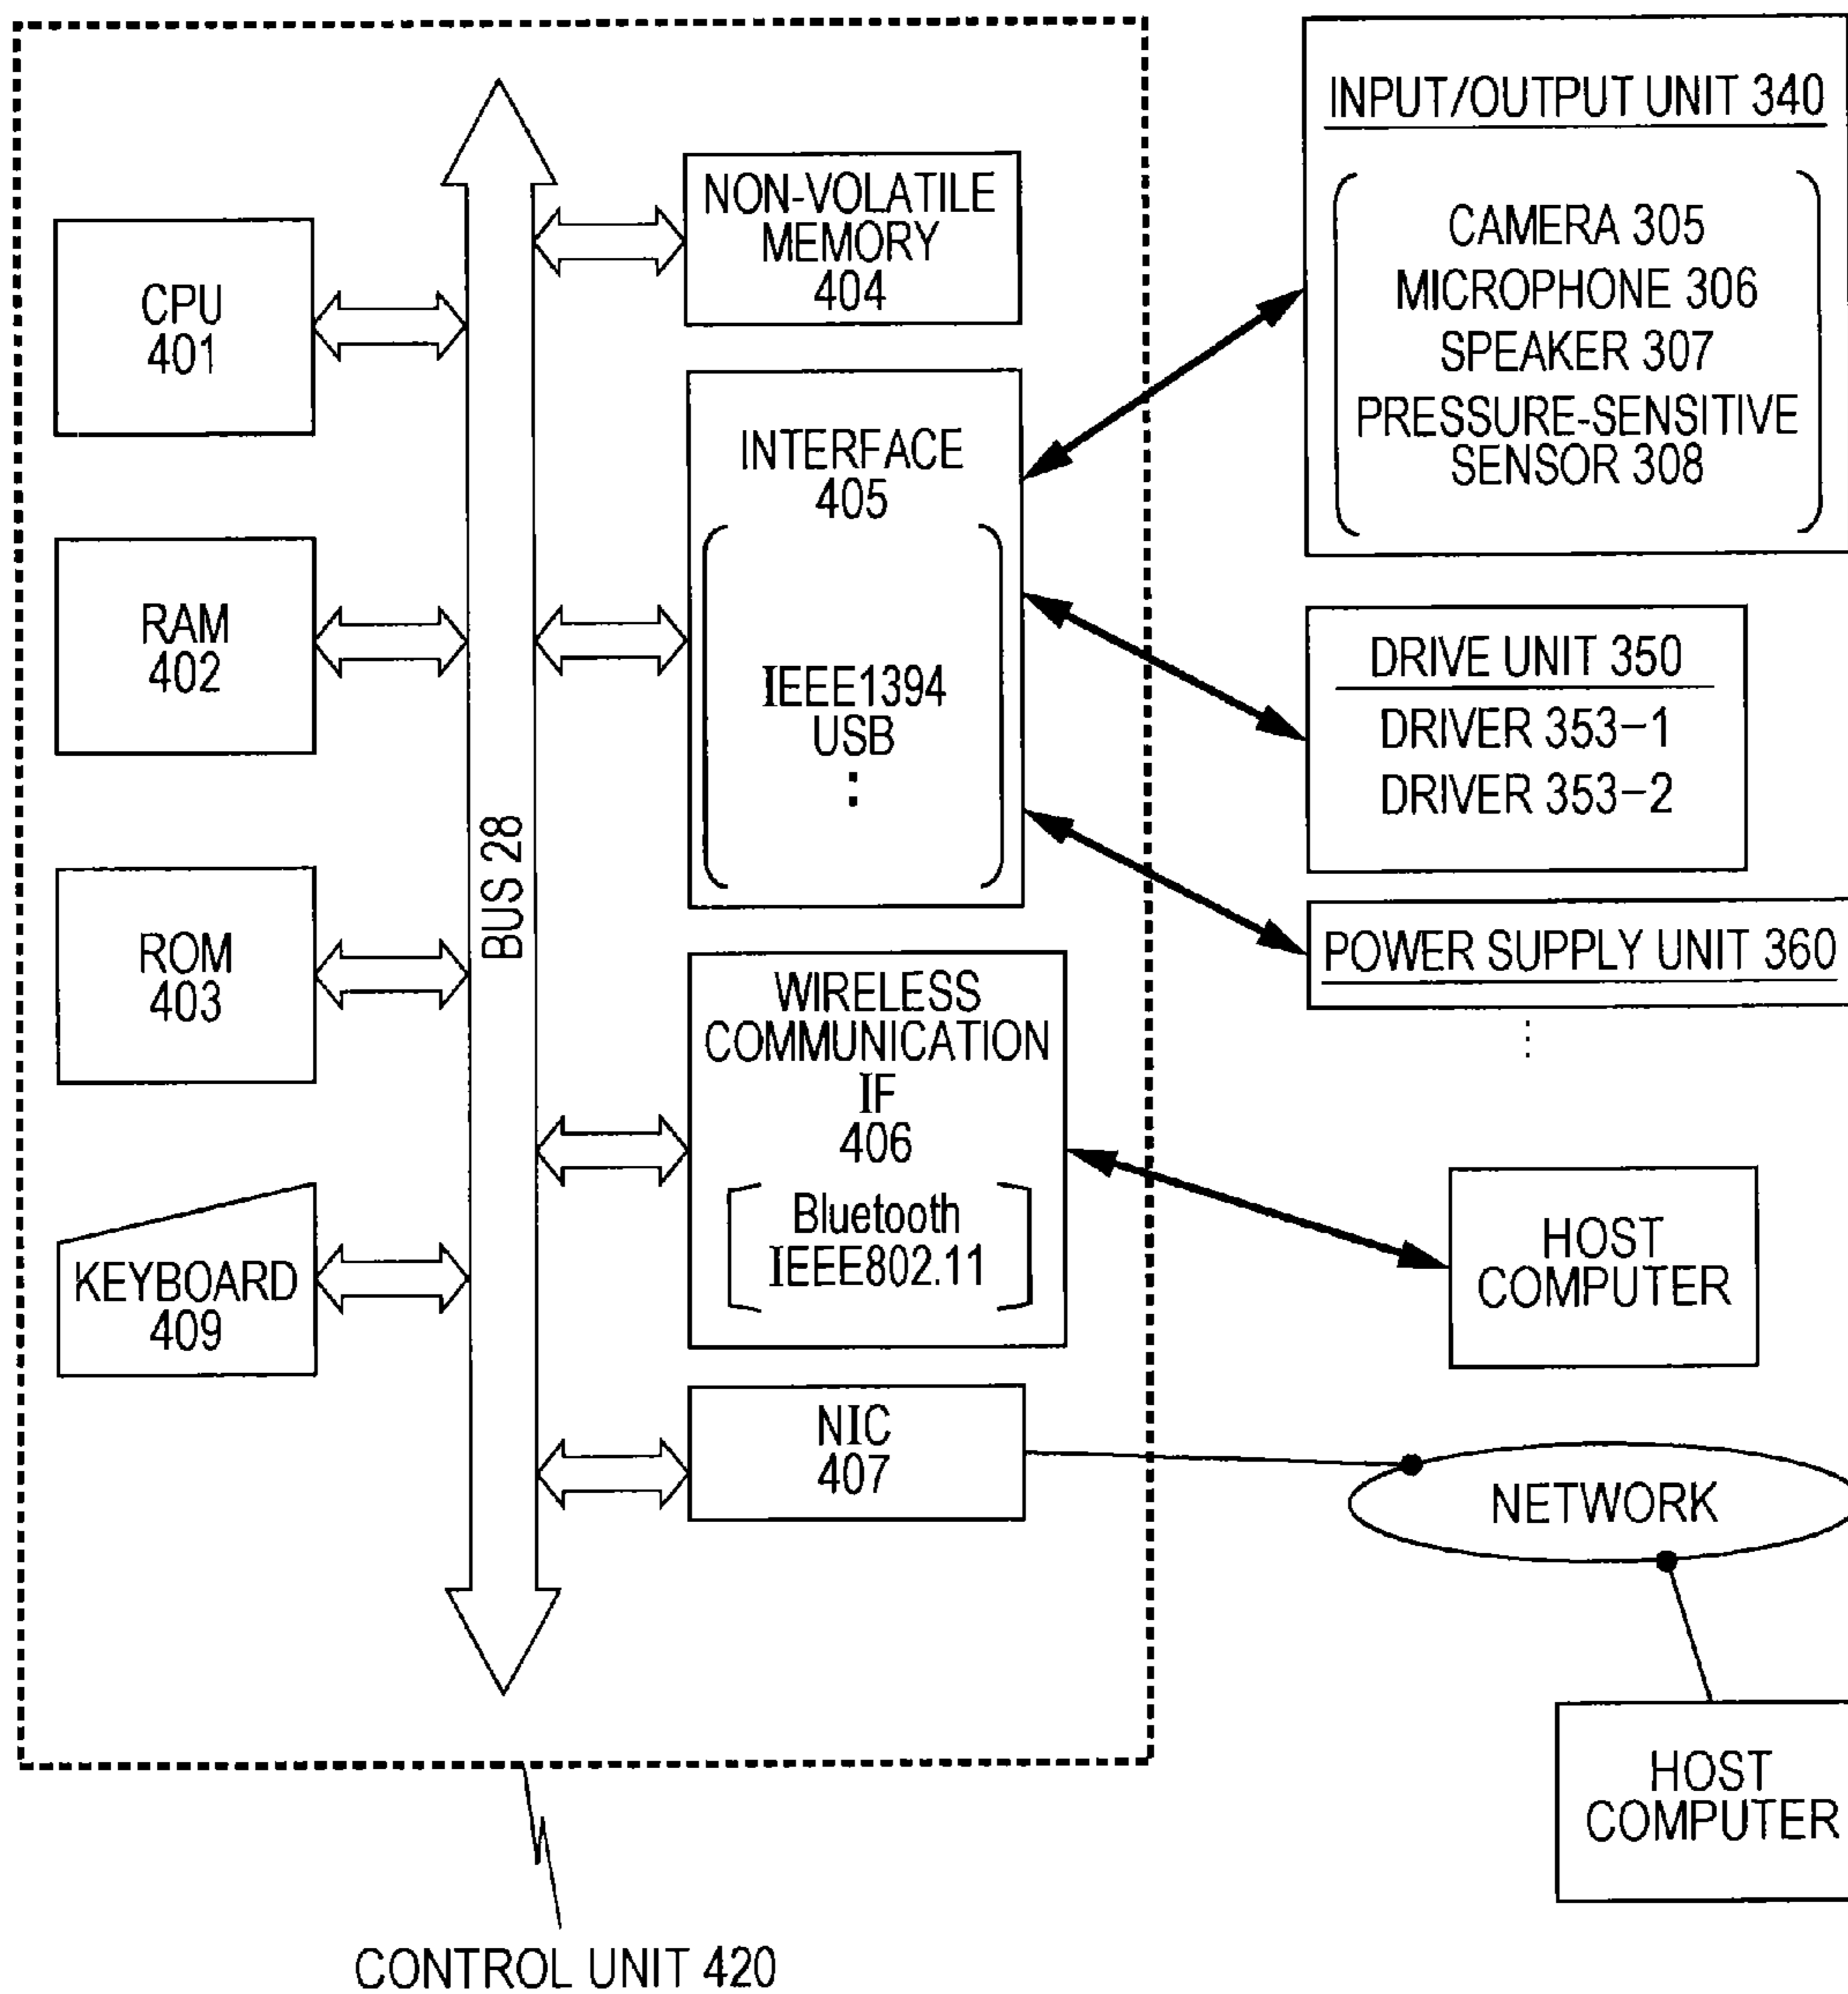 CPU
401
RAM
402
ROM
403
KEYBOARD
409
BUS 28
NON-VOLATILE
MEMORY
404
INTERFACE
405
IEEE1394
USB
⋮
WIRELESS
COMMUNICATION
IF
406
Bluetooth
IEEE802.11
NIC
407
INPUT/OUTPUT UNIT 340
CAMERA 305
MICROPHONE 306
SPEAKER 307
PRESSURE-SENSITIVE
SENSOR 308
DRIVE UNIT 350
DRIVER 353-1
DRIVER 353-2
POWER SUPPLY UNIT 360
⋮
HOST
COMPUTER
NETWORK
HOST
COMPUTER
CONTROL UNIT 420